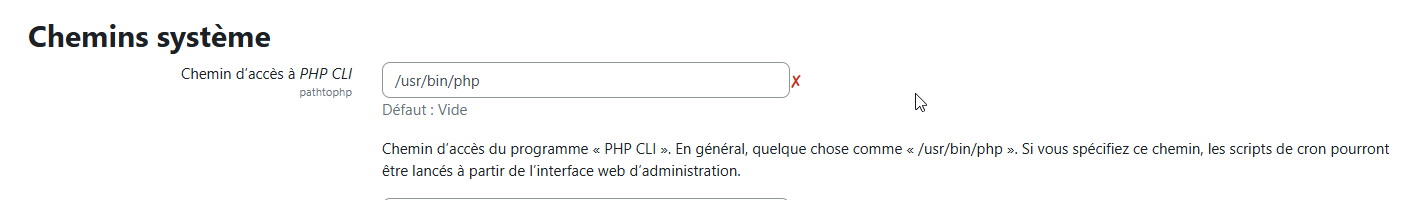 Chemins système
Chemin d’accès à PHP CLI
pathtophp
/usr/bin/php
✗
Défaut : Vide
Chemin d’accès du programme « PHP CLI ». En général, quelque chose comme « /usr/bin/php ». Si vous spécifiez ce chemin, les scripts de cron pourront
être lancés à partir de l’interface web d’administration.